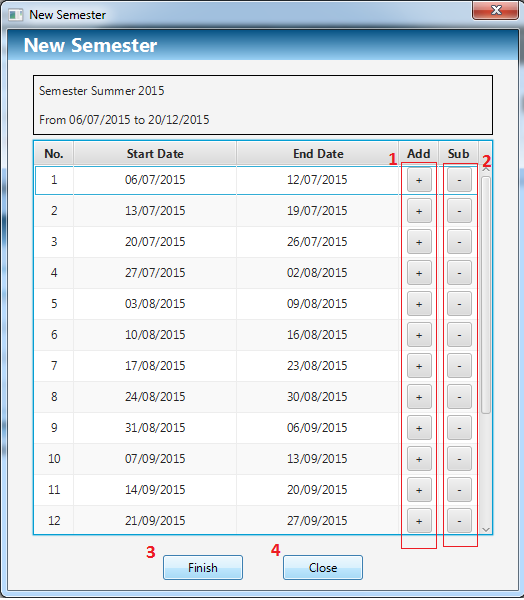 New Semester
New Semester
Semester Summer 2015
From 06/07/2015 to 20/12/2015
No. Start Date End Date 1 Add Sub 2
1 06/07/2015 12/07/2015 + -
2 13/07/2015 19/07/2015 + -
3 20/07/2015 26/07/2015 + -
4 27/07/2015 02/08/2015 + -
5 03/08/2015 09/08/2015 + -
6 10/08/2015 16/08/2015 + -
7 17/08/2015 23/08/2015 + -
8 24/08/2015 30/08/2015 + -
9 31/08/2015 06/09/2015 + -
10 07/09/2015 13/09/2015 + -
11 14/09/2015 20/09/2015 + -
12 21/09/2015 27/09/2015 + -
3 4
Finish Close